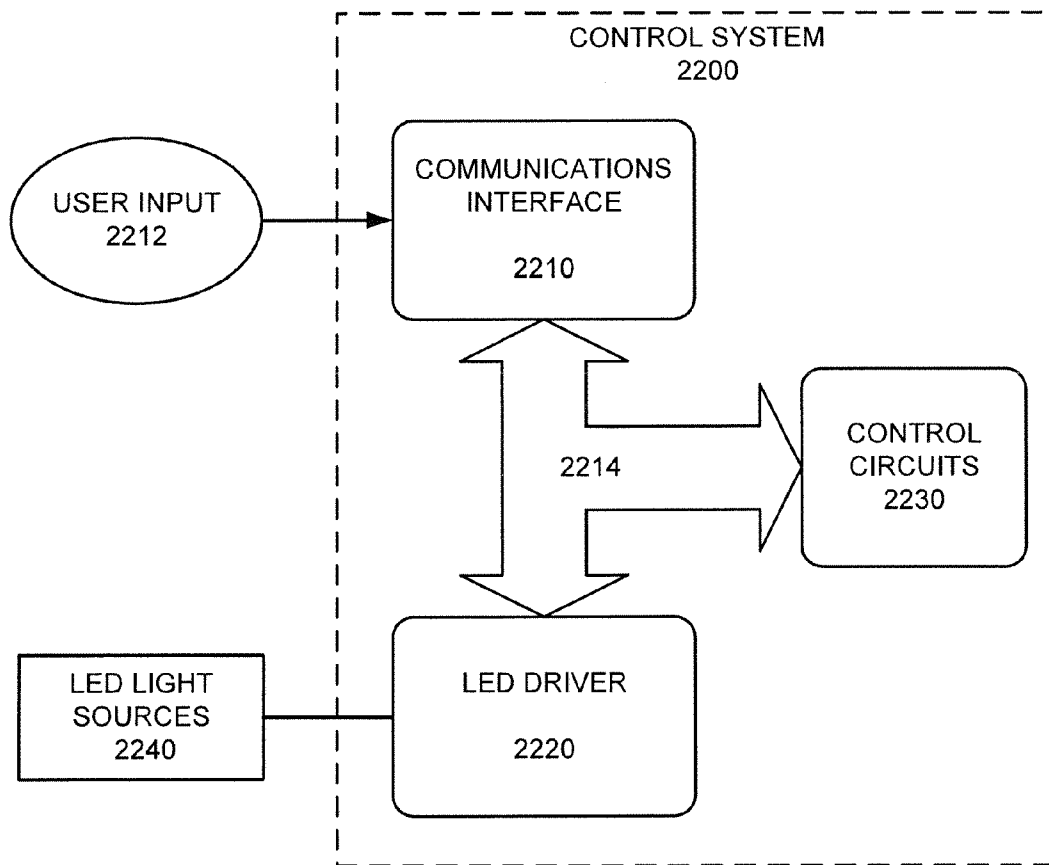 CONTROL SYSTEM
2200
USER INPUT
2212
COMMUNICATIONS
INTERFACE
2210
2214
CONTROL
CIRCUITS
2230
LED LIGHT
SOURCES
2240
LED DRIVER
2220